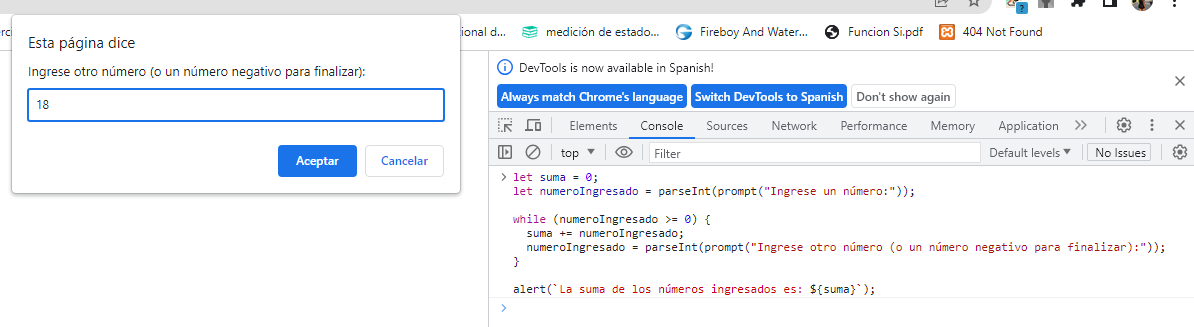 Esta página dice
Ingrese otro número (o un número negativo para finalizar):
18
Aceptar
Cancelar
ional d...
medición de estado...
Fireboy And Water...
Funcion Si.pdf
404 Not Found
DevTools is now available in Spanish!
Always match Chrome's language
Switch DevTools to Spanish
Don't show again
Elements
Console
Sources
Network
Performance
Memory
Application
top
Filter
Default levels
No Issues
let suma = 0;
let numeroIngresado = parseInt(prompt("Ingrese un número:"));
while (numeroIngresado >= 0) {
suma += numeroIngresado;
numeroIngresado = parseInt(prompt("Ingrese otro número (o un número negativo para finalizar):"));
}
alert(`La suma de los números ingresados es: ${suma}`);